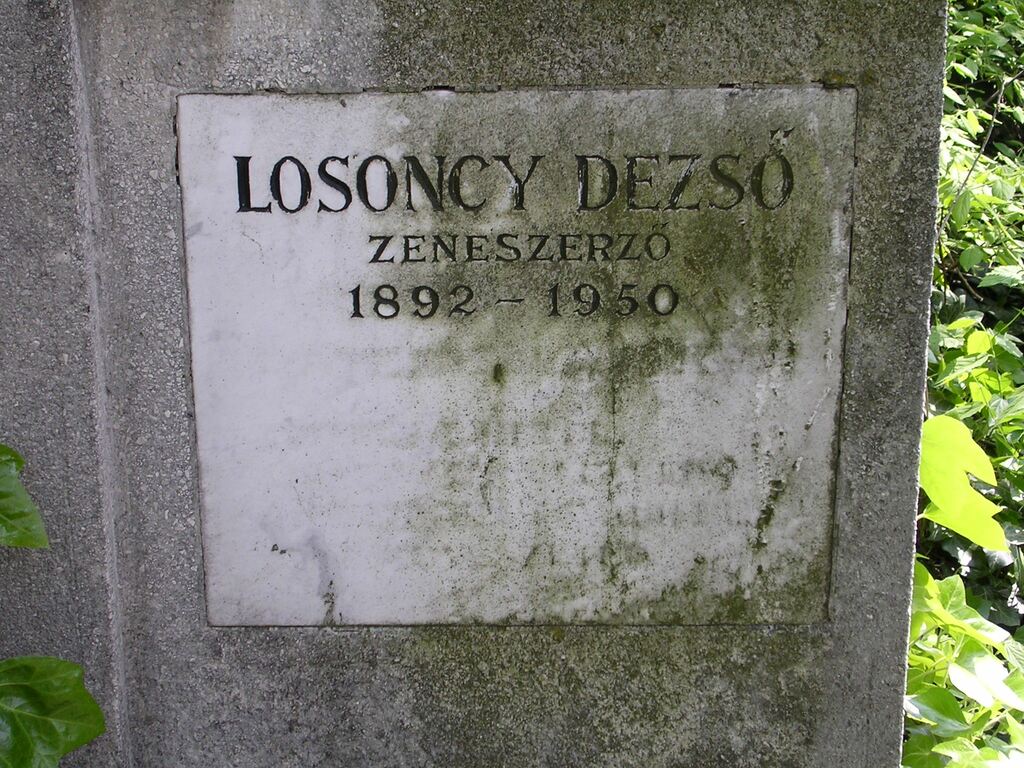 LOSONCY DEZSŐ
ZENESZERZŐ
1892 – 1950